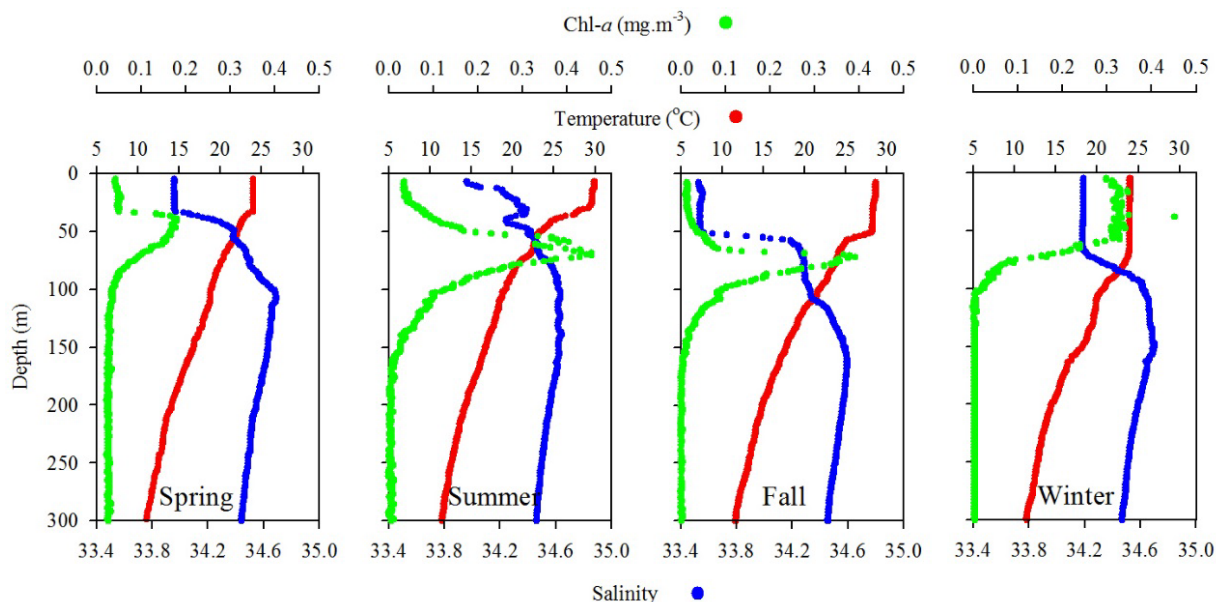 Chl-a (mg.m-3)
0.0 0.1 0.2 0.3 0.4 0.5 0.0 0.1 0.2 0.3 0.4 0.5 0.0 0.1 0.2 0.3 0.4 0.5 0.0 0.1 0.2 0.3 0.4 0.5
Temperature (oC)
5 10 15 20 25 30 5 10 15 20 25 30 5 10 15 20 25 30 5 10 15 20 25 30
0
50
100
150
200
250
300
Depth (m)
Spring Summer Fall Winter
33.4 33.8 34.2 34.6 33.4 33.8 34.2 34.6 33.4 33.8 34.2 34.6 33.4 33.8 34.2 34.6 35.0
Salinity